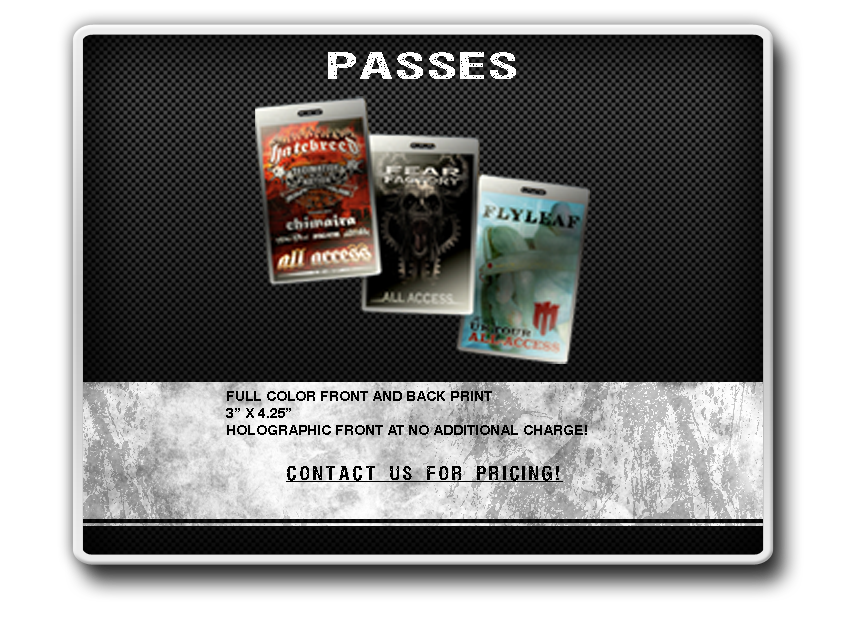 PASSES
Hatebreed
chimaira
all access
FEAR
FACTORY
ALL ACCESS
FLYLEAF
ALL ACCESS
FULL COLOR FRONT AND BACK PRINT
3” X 4.25”
HOLOGRAPHIC FRONT AT NO ADDITIONAL CHARGE!
CONTACT US FOR PRICING!